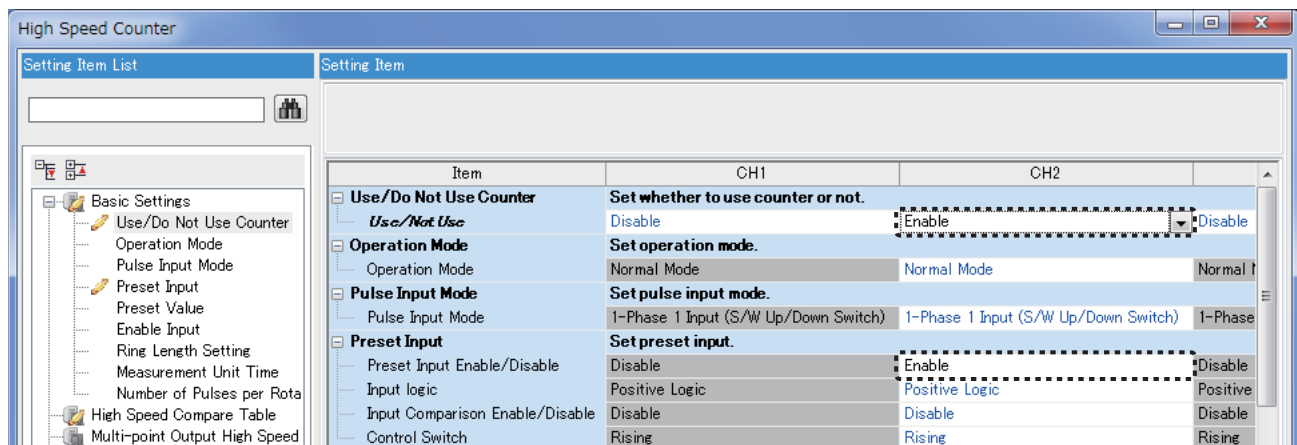 High Speed Counter
Setting Item List
Setting Item
Item CH1 CH2
Basic Settings
Use/Do Not Use Counter
Operation Mode
Pulse Input Mode
Preset Input
Preset Value
Enable Input
Ring Length Setting
Measurement Unit Time
Number of Pulses per Rota
High Speed Compare Table
Multi-point Output High Speed
Use/Do Not Use Counter Set whether to use counter or not.
Use/Not Use Disable Enable Disable
Operation Mode Set operation mode.
Operation Mode Normal Mode Normal Mode Normal
Pulse Input Mode Set pulse input mode.
Pulse Input Mode 1-Phase 1 Input (S/W Up/Down Switch) 1-Phase 1 Input (S/W Up/Down Switch) 1-Phase
Preset Input Set preset input.
Preset Input Enable/Disable Disable Enable Disable
Input logic Positive Logic Positive Logic Positive
Input Comparison Enable/Disable Disable Disable Disable
Control Switch Rising Rising Rising